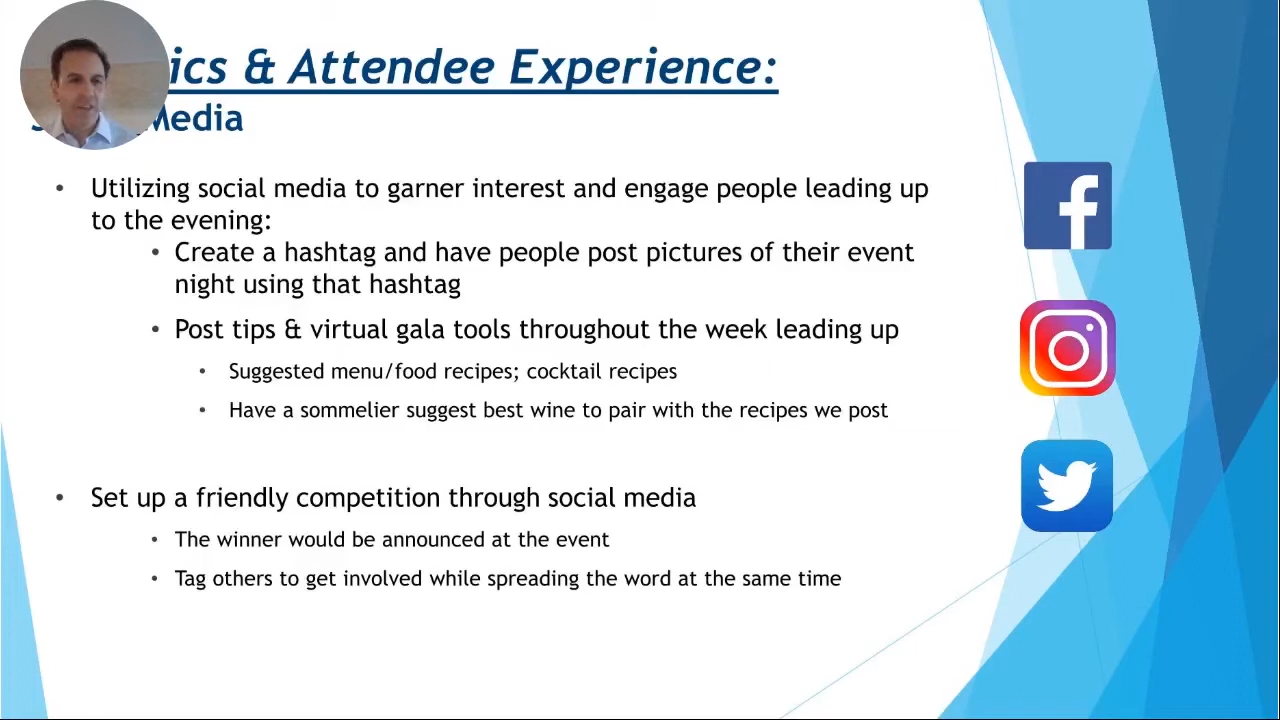 & Attendee Experience:
Media
• Utilizing social media to garner interest and engage people leading up
to the evening:
• Create a hashtag and have people post pictures of their event
night using that hashtag
• Post tips & virtual gala tools throughout the week leading up
• Suggested menu/food recipes; cocktail recipes
• Have a sommelier suggest best wine to pair with the recipes we post
• Set up a friendly competition through social media
• The winner would be announced at the event
• Tag others to get involved while spreading the word at the same time